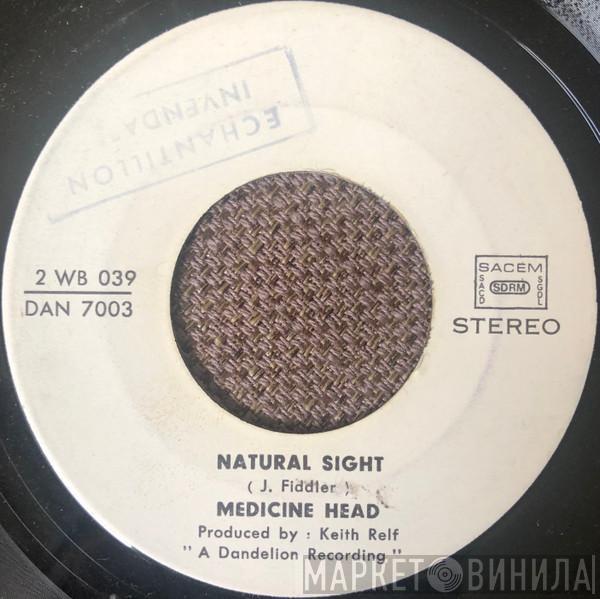 ECHANTILLON
2 WB 039
DAN 7003
SACEM
SACD
SDRM
SGDL
STEREO
NATURAL SIGHT
( J. Fiddler )
MEDICINE HEAD
Produced by : Keith Relf
" A Dandelion Recording "
МАРКЕТ ВИНИЛА